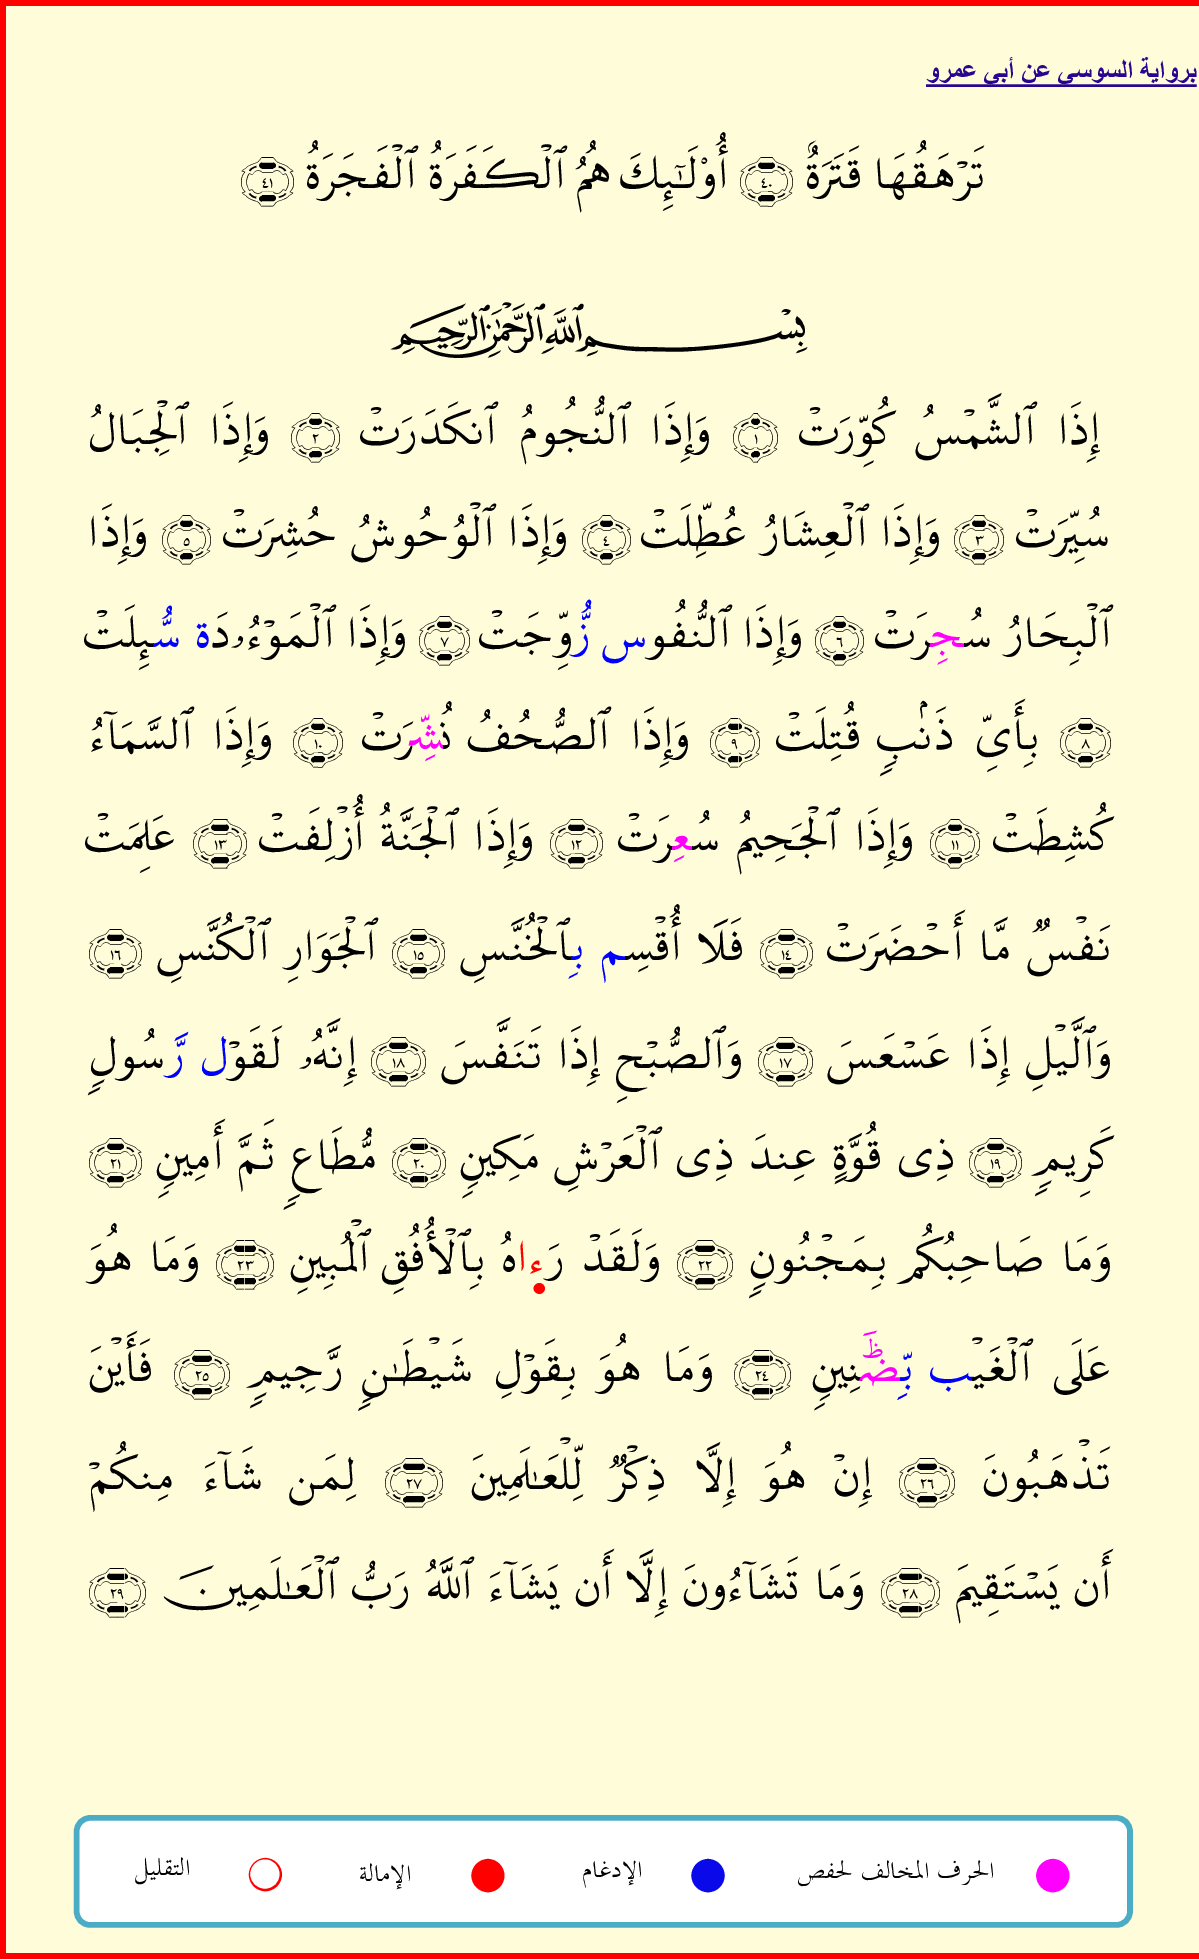 برواية السوسى عن أبى عمرو
تَرْهَقُهَا قَتَرَةٌ ٤٠ أُو۟لَـٰٓئِكَ هُمُ ٱلْكَفَرَةُ ٱلْفَجَرَةُ ٤١
بِسْمِ ٱللَّهِ ٱلرَّحْمَـٰنِ ٱلرَّحِيمِ
إِذَا ٱلشَّمْسُ كُوِّرَتْ ١ وَإِذَا ٱلنُّجُومُ ٱنكَدَرَتْ ٢ وَإِذَا ٱلْجِبَالُ
سُيِّرَتْ ٣ وَإِذَا ٱلْعِشَارُ عُطِّلَتْ ٤ وَإِذَا ٱلْوُحُوشُ حُشِرَتْ ٥ وَإِذَا
ٱلْبِحَارُ سُجِرَتْ ٦ وَإِذَا ٱلنُّفُوس زُّوِّجَتْ ٧ وَإِذَا ٱلْمَوْءُۥدَة سُّئِلَتْ
٨ بِأَىِّ ذَنۢبٍ قُتِلَتْ ٩ وَإِذَا ٱلصُّحُفُ نُشِّرَتْ ١٠ وَإِذَا ٱلسَّمَآءُ
كُشِطَتْ ١١ وَإِذَا ٱلْجَحِيمُ سُعِرَتْ ١٢ وَإِذَا ٱلْجَنَّةُ أُزْلِفَتْ ١٣ عَلِمَتْ
نَفْسٌ مَّا أَحْضَرَتْ ١٤ فَلَا أُقْسِم بِٱلْخُنَّسِ ١٥ ٱلْجَوَارِ ٱلْكُنَّسِ ١٦
وَٱلَّيْلِ إِذَا عَسْعَسَ ١٧ وَٱلصُّبْحِ إِذَا تَنَفَّسَ ١٨ إِنَّهُۥ لَقَوْل رَّسُولٍ
كَرِيمٍ ١٩ ذِى قُوَّةٍ عِندَ ذِى ٱلْعَرْشِ مَكِينٍ ٢٠ مُّطَاعٍ ثَمَّ أَمِينٍ ٢١
وَمَا صَاحِبُكُم بِمَجْنُونٍ ٢٢ وَلَقَدْ رَءاهُ بِٱلْأُفُقِ ٱلْمُبِينِ ٢٣ وَمَا هُوَ
عَلَى ٱلْغَيْب بِّضَنِينٍ ٢٤ وَمَا هُوَ بِقَوْلِ شَيْطَـٰنٍ رَّجِيمٍ ٢٥ فَأَيْنَ
تَذْهَبُونَ ٢٦ إِنْ هُوَ إِلَّا ذِكْرٌ لِّلْعَـٰلَمِينَ ٢٧ لِمَن شَآءَ مِنكُمْ
أَن يَسْتَقِيمَ ٢٨ وَمَا تَشَآءُونَ إِلَّا أَن يَشَآءَ ٱللَّهُ رَبُّ ٱلْعَـٰلَمِينَ ٢٩
الحرف المخالف لحفص الإدغام الإمالة التقليل